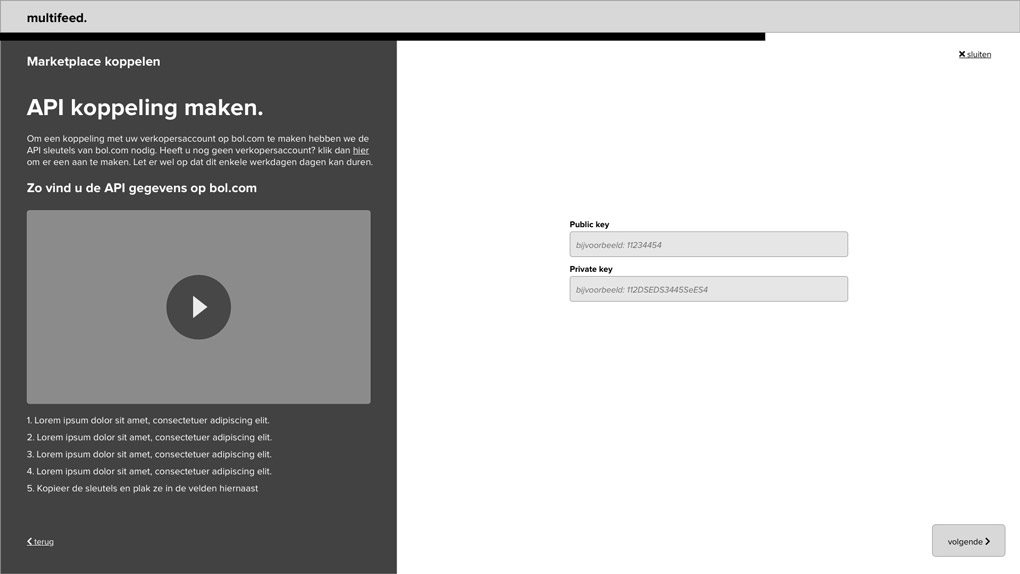 multifeed.
Marketplace koppelen
sluiten
API koppeling maken.
Om een koppeling met uw verkopersaccount op bol.com te maken hebben we de
API sleutels van bol.com nodig. Heeft u nog geen verkopersaccount? klik dan hier
om er een aan te maken. Let er wel op dat dit enkele werkdagen dagen kan duren.
Zo vind u de API gegevens op bol.com
1. Lorem ipsum dolor sit amet, consectetuer adipiscing elit.
2. Lorem ipsum dolor sit amet, consectetuer adipiscing elit.
3. Lorem ipsum dolor sit amet, consectetuer adipiscing elit.
4. Lorem ipsum dolor sit amet, consectetuer adipiscing elit.
5. Kopieer de sleutels en plak ze in de velden hiernaast
terug
Public key
bijvoorbeeld: 11234454
Private key
bijvoorbeeld: 112DSEDS3445SeES4
volgende